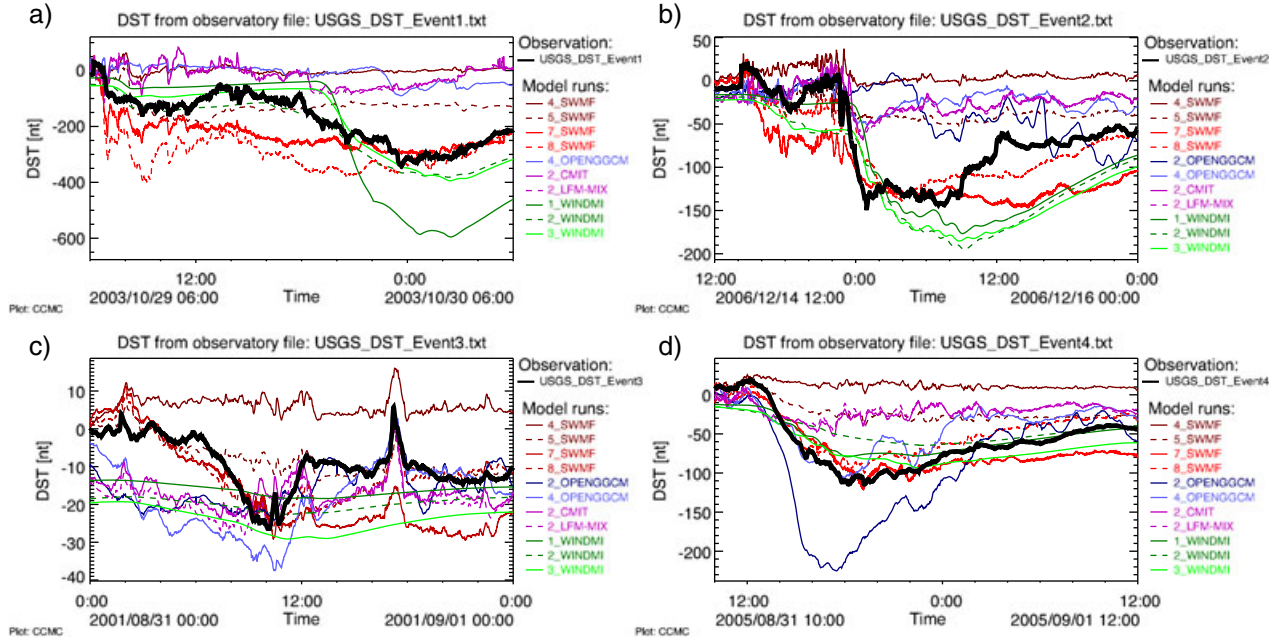 a)
DST from observatory file: USGS_DST_Event1.txt
Observation:
USGS_DST_Event1
Model runs:
4_SWMF
5_SWMF
7_SWMF
8_SWMF
4_OPENGGCM
2_CMIT
2_LFM-MIX
1_WINDMI
2_WINDMI
3_WINDMI
DST [nt]
0
-200
-400
-600
12:00
0:00
2003/10/29 06:00
Time
2003/10/30 06:00
Plot: CCMC
b)
DST from observatory file: USGS_DST_Event2.txt
Observation:
USGS_DST_Event2
Model runs:
4_SWMF
5_SWMF
7_SWMF
8_SWMF
2_OPENGGCM
4_OPENGGCM
2_CMIT
2_LFM-MIX
1_WINDMI
2_WINDMI
3_WINDMI
DST [nt]
50
0
-50
-100
-150
-200
12:00
0:00
12:00
0:00
2006/12/14 12:00
Time
2006/12/16 00:00
Plot: CCMC
c)
DST from observatory file: USGS_DST_Event3.txt
Observation:
USGS_DST_Event3
Model runs:
4_SWMF
5_SWMF
7_SWMF
8_SWMF
2_OPENGGCM
4_OPENGGCM
2_CMIT
2_LFM-MIX
1_WINDMI
2_WINDMI
3_WINDMI
DST [nt]
10
0
-10
-20
-30
-40
0:00
12:00
0:00
2001/08/31 00:00
Time
2001/09/01 00:00
Plot: CCMC
d)
DST from observatory file: USGS_DST_Event4.txt
Observation:
USGS_DST_Event4
Model runs:
4_SWMF
5_SWMF
7_SWMF
8_SWMF
2_OPENGGCM
4_OPENGGCM
2_CMIT
2_LFM-MIX
1_WINDMI
2_WINDMI
3_WINDMI
DST [nt]
0
-50
-100
-150
-200
12:00
0:00
12:00
2005/08/31 10:00
Time
2005/09/01 12:00
Plot: CCMC